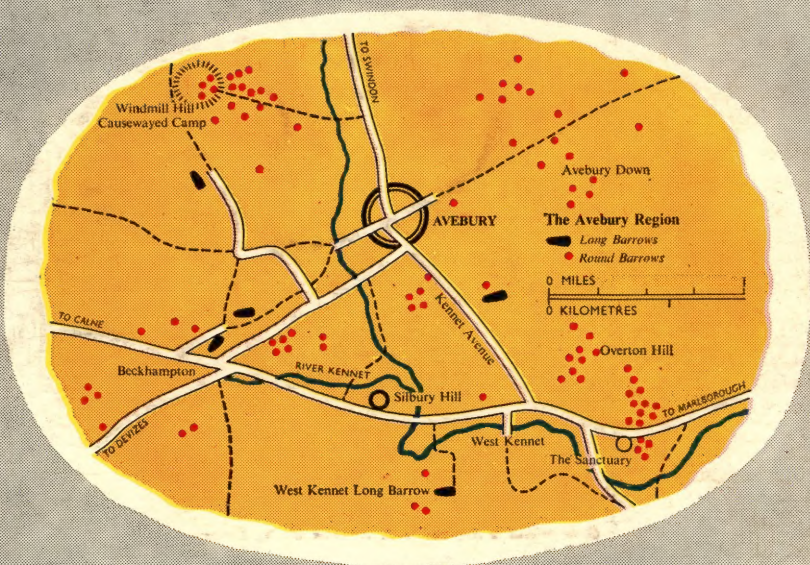 TO SWINDON
Windmill Hill
Causewayed Camp
Avebury Down
AVEBURY
The Avebury Region
Long Barrows
Round Barrows
0 MILES
0 KILOMETRES
Kennet Avenue
TO CALNE
Overton Hill
Beckhampton
RIVER KENNET
Silbury Hill
TO MARLBOROUGH
TO DEVIZES
West Kennet
The Sanctuary
West Kennet Long Barrow